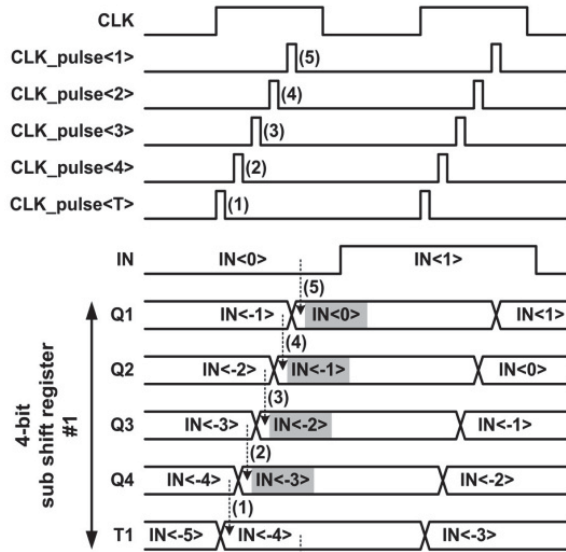 CLK
CLK_pulse<1> (5)
CLK_pulse<2> (4)
CLK_pulse<3> (3)
CLK_pulse<4> (2)
CLK_pulse<T> (1)
IN IN<0> IN<1>
(5)
Q1 IN<-1> IN<0> IN<1>
(4)
Q2 IN<-2> IN<-1> IN<0>
(3)
Q3 IN<-3> IN<-2> IN<-1>
(2)
Q4 IN<-4> IN<-3> IN<-2>
(1)
T1 IN<-5> IN<-4> IN<-3>
4-bit
sub shift register
#1